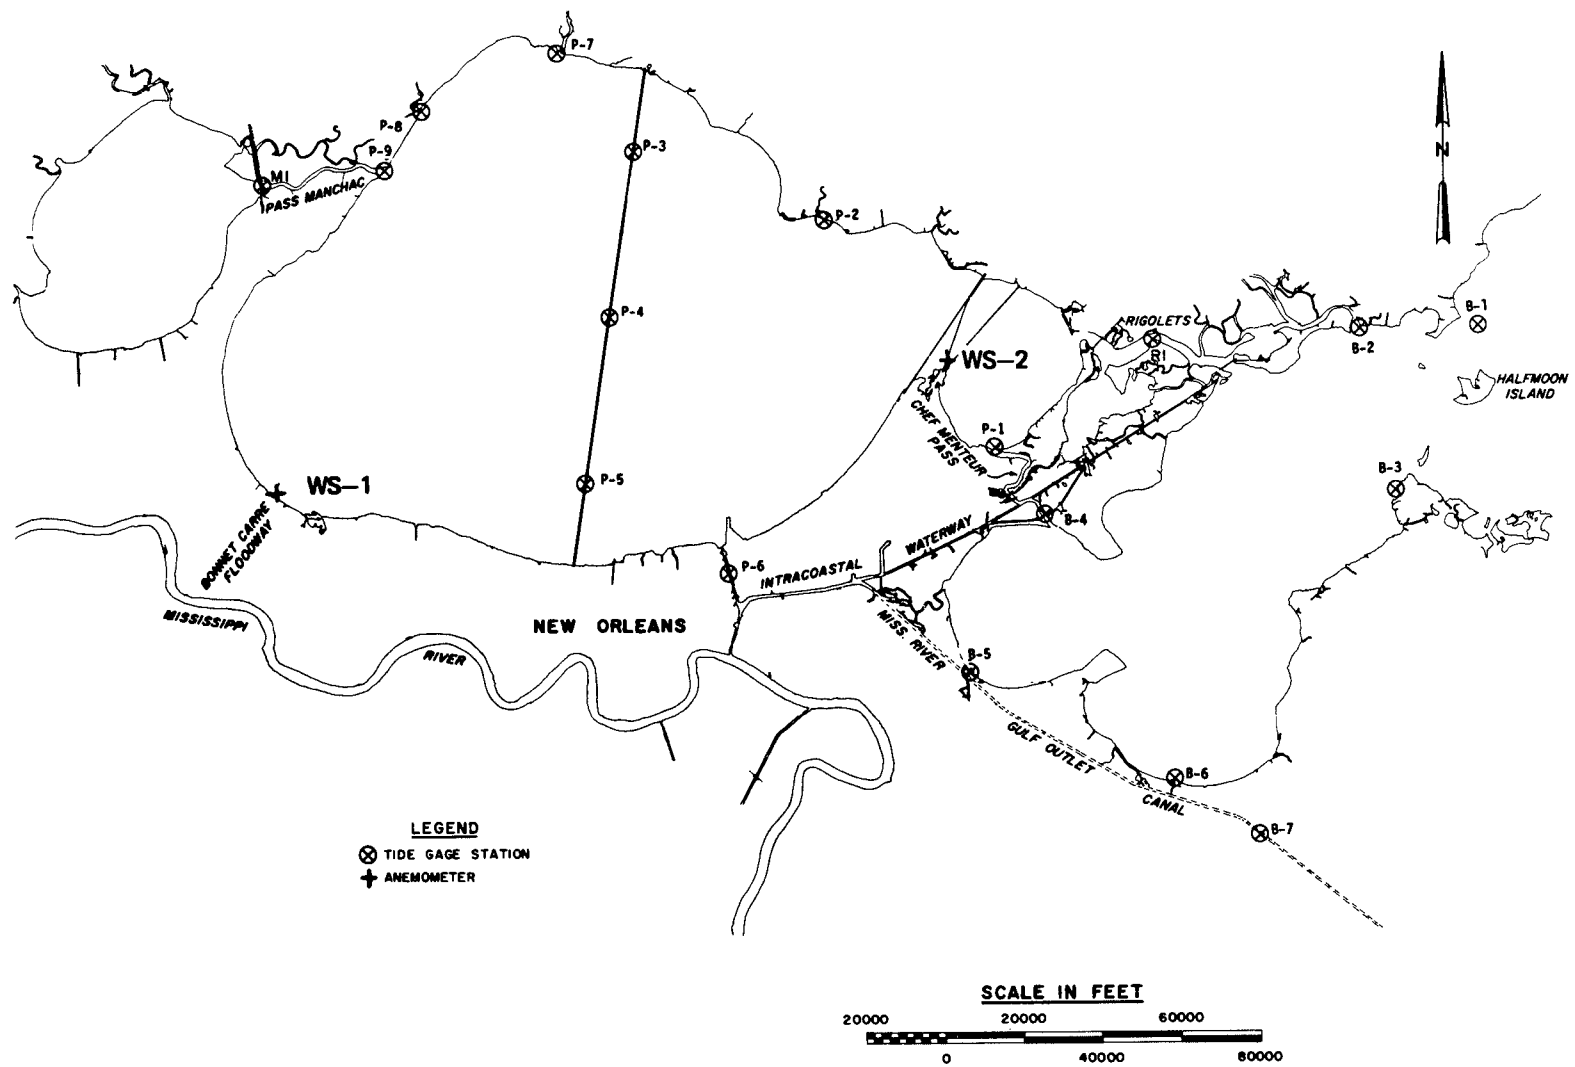 P-7
P-8
P-9
P-3
M1
PASS MANCHAC
P-2
N
B-1
P-4
RIGOLETS
R1
B-2
WS-2
HALFMOON
ISLAND
CHEF MENTEUR
PASS
P-1
B-3
WS-1
P-5
B-4
BONNET CARRE
FLOODWAY
WATERWAY
P-6
INTRACOASTAL
MISSISSIPPI
NEW ORLEANS
MISS. RIVER
RIVER
B-5
GULF OUTLET
B-6
CANAL
B-7
LEGEND
TIDE GAGE STATION
ANEMOMETER
SCALE IN FEET
20000 20000 60000
0 40000 80000